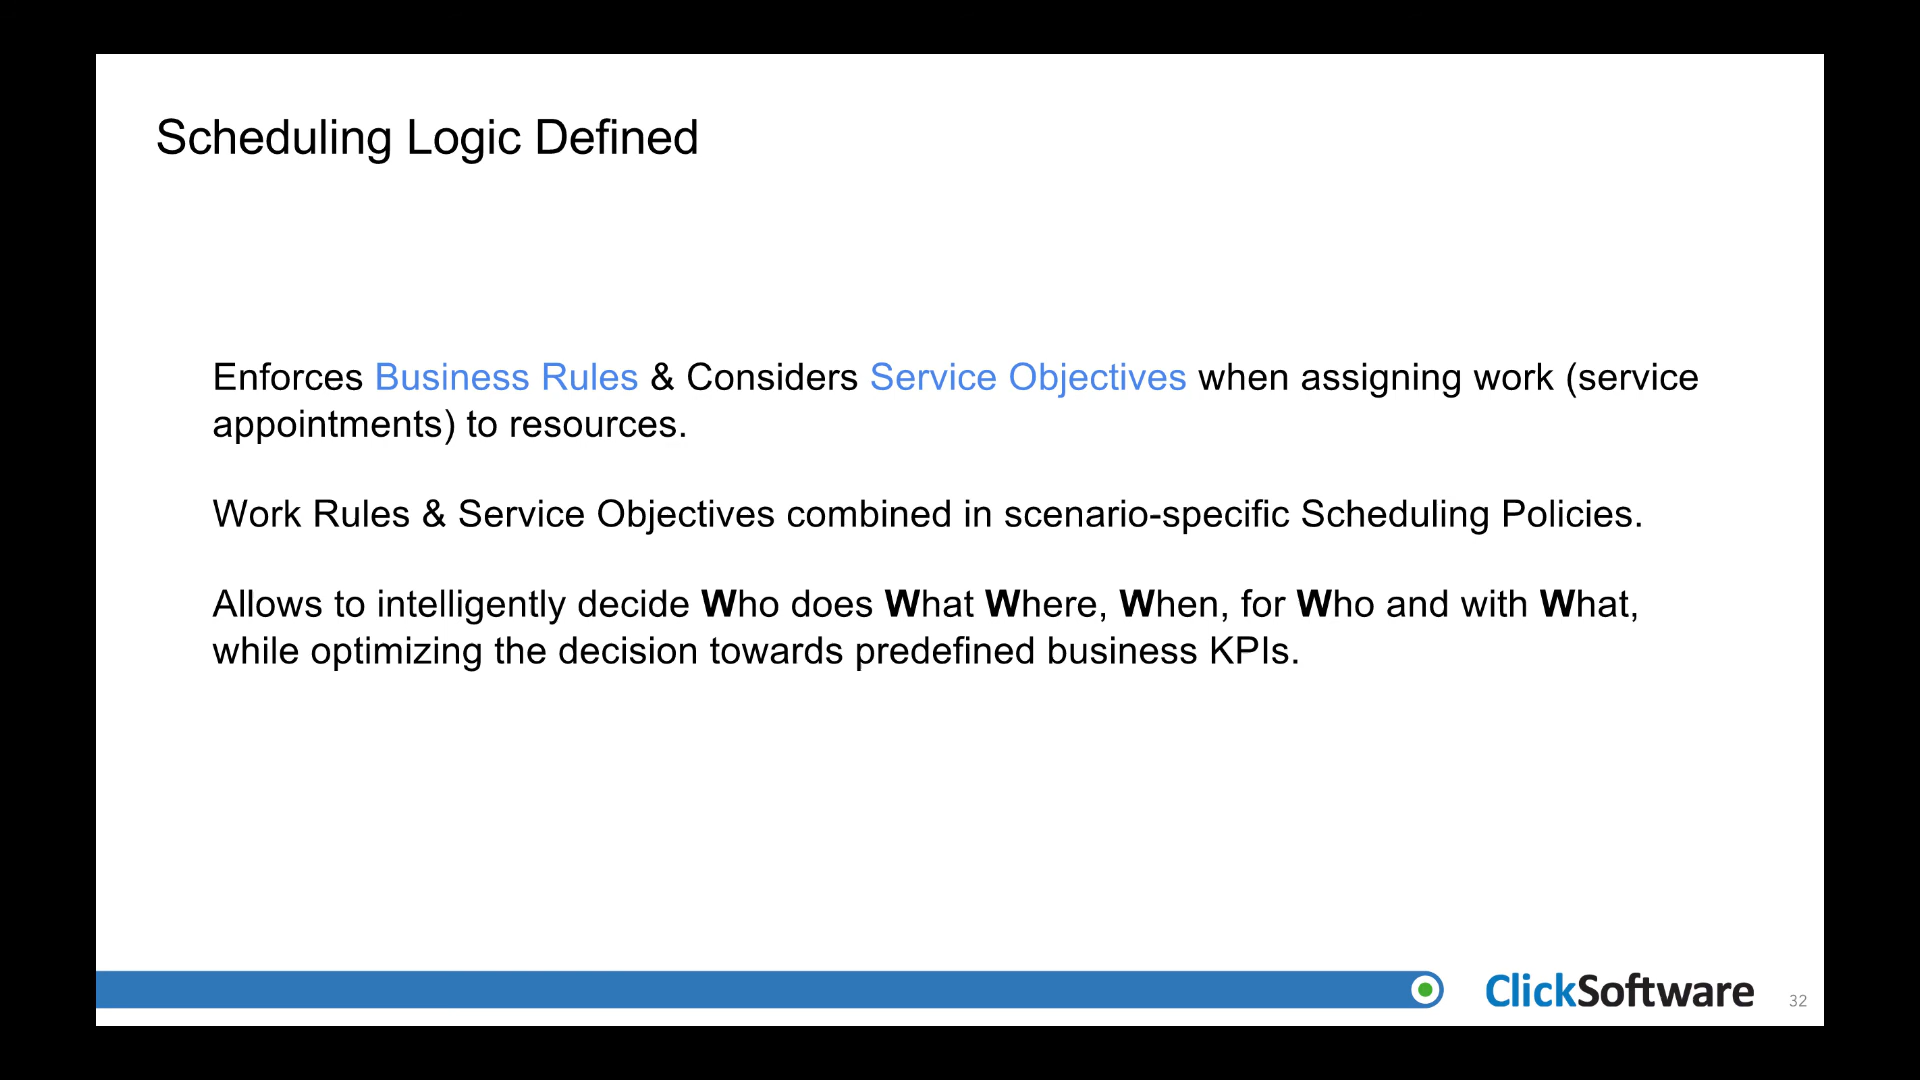 Scheduling Logic Defined
Enforces Business Rules & Considers Service Objectives when assigning work (service
appointments) to resources.
Work Rules & Service Objectives combined in scenario-specific Scheduling Policies.
Allows to intelligently decide Who does What Where, When, for Who and with What,
while optimizing the decision towards predefined business KPIs.
ClickSoftware
32